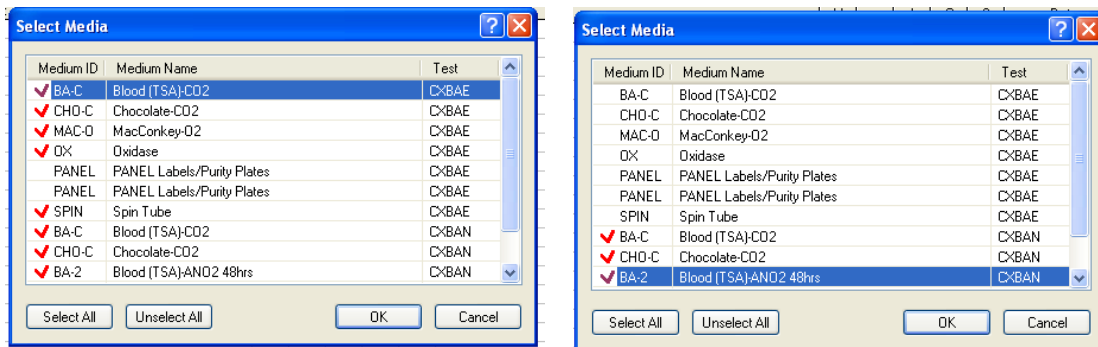 Select Media
Medium ID Medium Name Test
BA-C Blood (TSA)-CO2 CXBAE
CHO-C Chocolate-CO2 CXBAE
MAC-O MacConkey-O2 CXBAE
OX Oxidase CXBAE
PANEL PANEL Labels/Purity Plates CXBAE
PANEL PANEL Labels/Purity Plates CXBAE
SPIN Spin Tube CXBAE
BA-C Blood (TSA)-CO2 CXBAN
CHO-C Chocolate-CO2 CXBAN
BA-2 Blood (TSA)-ANO2 48hrs CXBAN
Select All Unselect All OK Cancel
Select Media
Medium ID Medium Name Test
BA-C Blood (TSA)-CO2 CXBAE
CHO-C Chocolate-CO2 CXBAE
MAC-O MacConkey-O2 CXBAE
OX Oxidase CXBAE
PANEL PANEL Labels/Purity Plates CXBAE
PANEL PANEL Labels/Purity Plates CXBAE
SPIN Spin Tube CXBAE
BA-C Blood (TSA)-CO2 CXBAN
CHO-C Chocolate-CO2 CXBAN
BA-2 Blood (TSA)-ANO2 48hrs CXBAN
Select All Unselect All OK Cancel